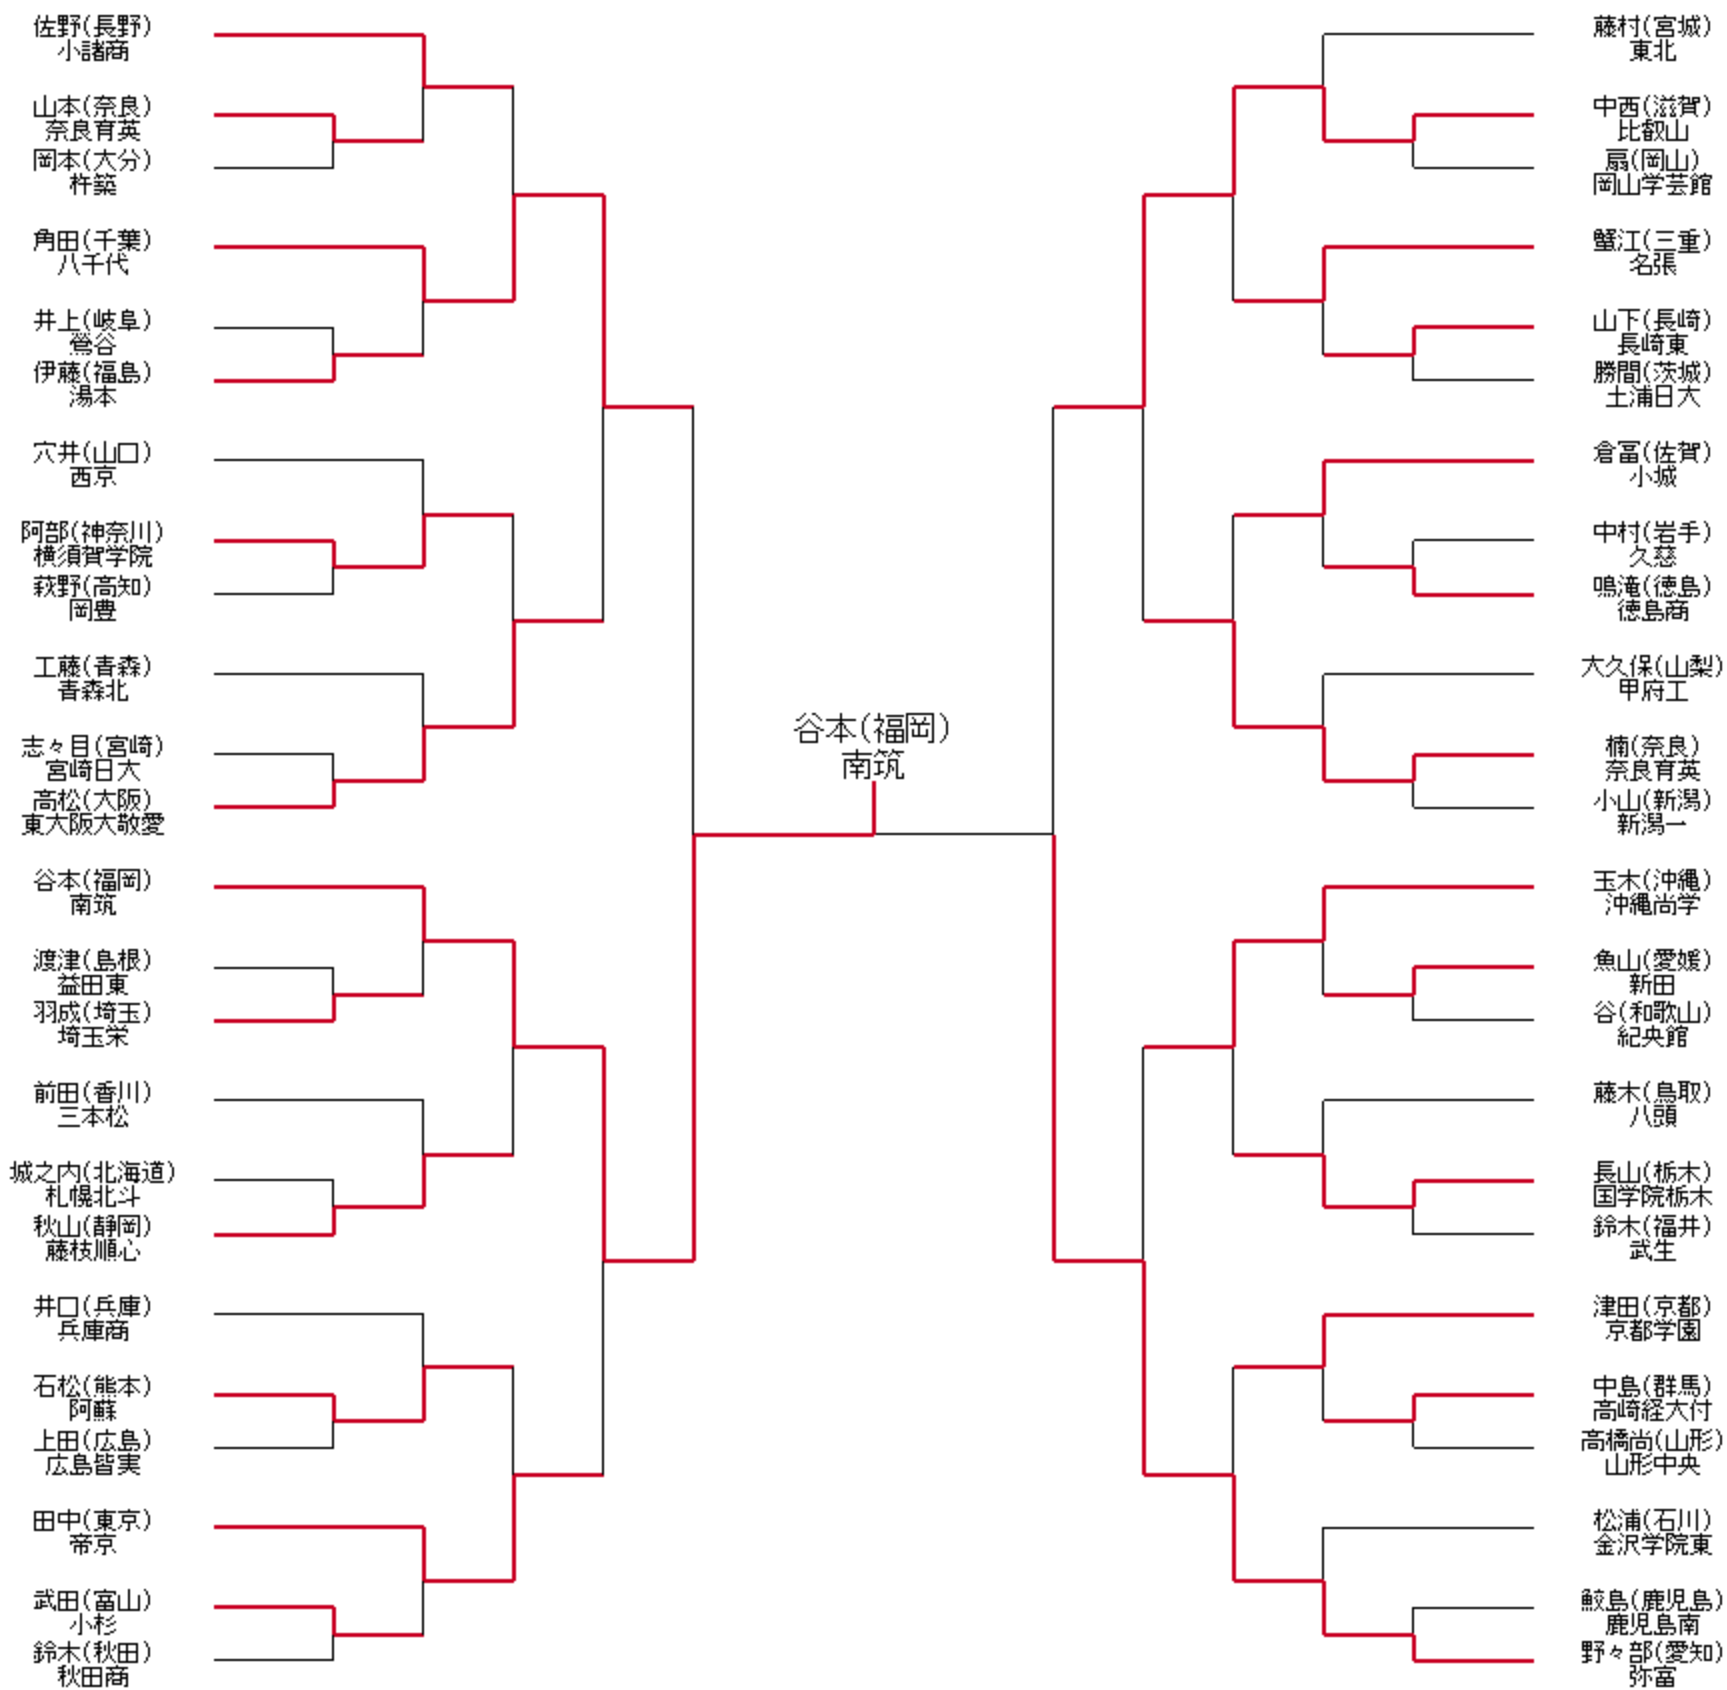 佐野(長野)
小諸商
山本(奈良)
奈良育英
岡本(大分)
杵築
角田(千葉)
八千代
井上(岐阜)
鶯谷
伊藤(福島)
湯本
穴井(山口)
西京
阿部(神奈川)
横須賀学院
萩野(高知)
岡豊
工藤(青森)
青森北
志々目(宮崎)
宮崎日大
高松(大阪)
東大阪大敬愛
谷本(福岡)
南筑
渡津(島根)
益田東
羽成(埼玉)
埼玉栄
前田(香川)
三本松
城之内(北海道)
札幌北斗
秋山(静岡)
藤枝順心
井口(兵庫)
兵庫商
石松(熊本)
阿蘇
上田(広島)
広島皆実
田中(東京)
帝京
武田(富山)
小杉
鈴木(秋田)
秋田商
谷本(福岡)
南筑
藤村(宮城)
東北
中西(滋賀)
比叡山
扇(岡山)
岡山学芸館
蟹江(三重)
名張
山下(長崎)
長崎東
勝間(茨城)
土浦日大
倉冨(佐賀)
小城
中村(岩手)
久慈
鳴滝(徳島)
徳島商
大久保(山梨)
甲府工
楠(奈良)
奈良育英
小山(新潟)
新潟一
玉木(沖縄)
沖縄尚学
魚山(愛媛)
新田
谷(和歌山)
紀央館
藤木(鳥取)
八頭
長山(栃木)
国学院栃木
鈴木(福井)
武生
津田(京都)
京都学園
中島(群馬)
高崎経大付
高橋尚(山形)
山形中央
松浦(石川)
金沢学院東
鮫島(鹿児島)
鹿児島南
野々部(愛知)
弥富